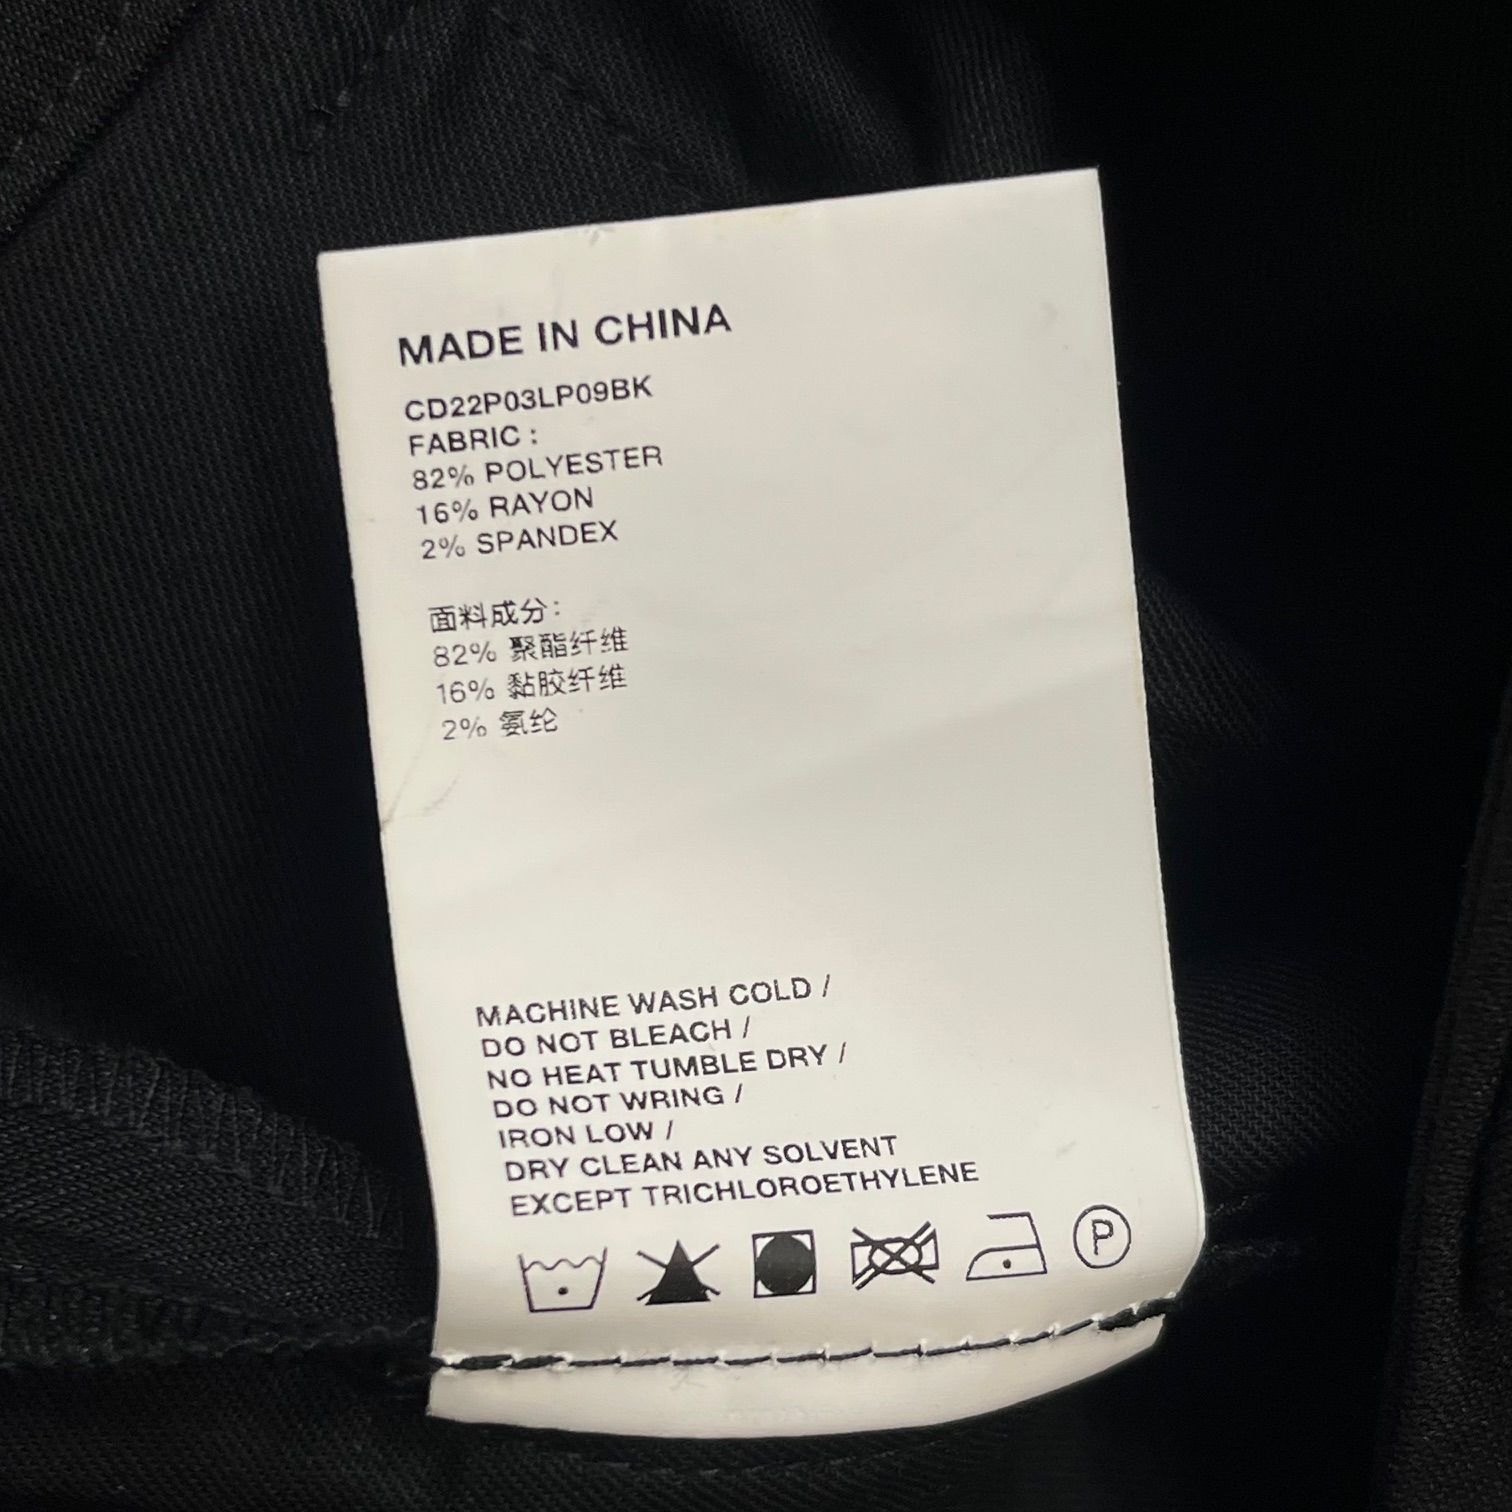 MADE IN CHINA
CD22P03LP09BK
FABRIC :
82% POLYESTER
16% RAYON
2% SPANDEX
面料成分:
82% 聚酯纤维
16% 黏胶纤维
2% 氨纶
MACHINE WASH COLD /
DO NOT BLEACH /
NO HEAT TUMBLE DRY /
DO NOT WRING /
IRON LOW /
DRY CLEAN ANY SOLVENT
EXCEPT TRICHLOROETHYLENE
P